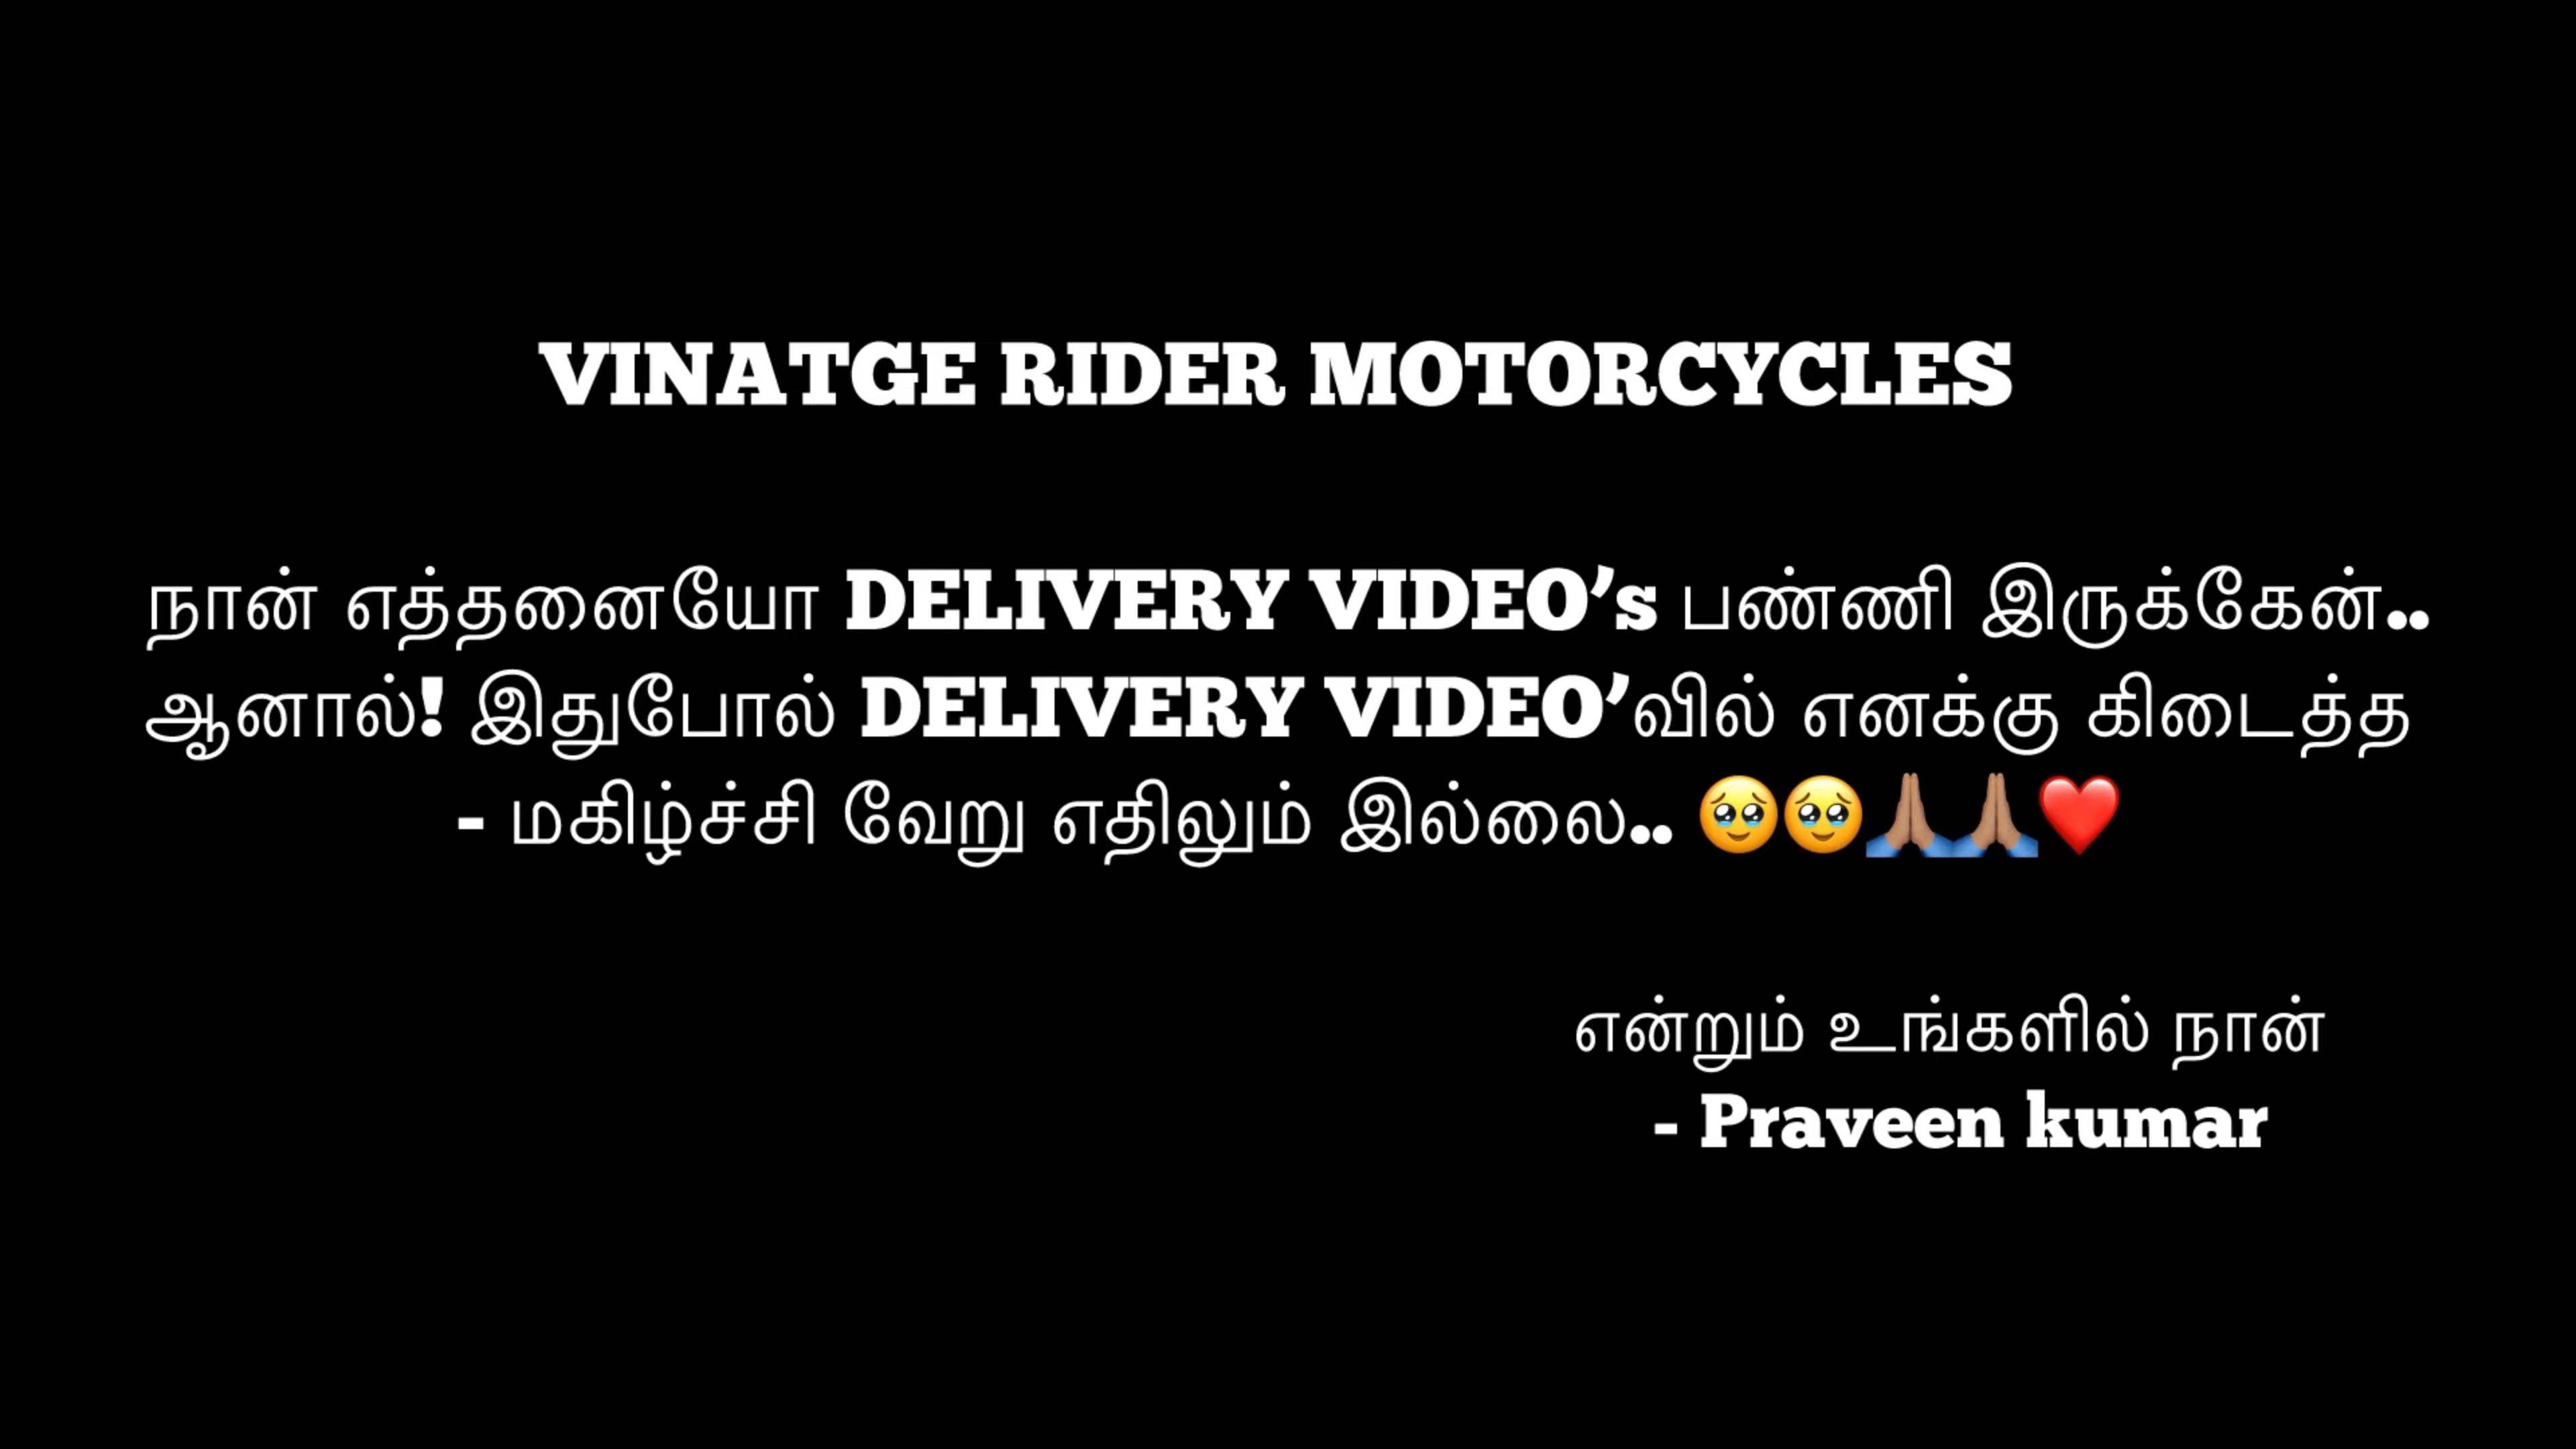 VINATGE RIDER MOTORCYCLES
நான் எத்தனையோ DELIVERY VIDEO’s பண்ணி இருக்கேன்..
ஆனால்! இதுபோல் DELIVERY VIDEO’வில் எனக்கு கிடைத்த
- மகிழ்ச்சி வேறு எதிலும் இல்லை.. 🥹🥹🙏🏽🙏🏽❤️
என்றும் உங்களில் நான்
- Praveen kumar